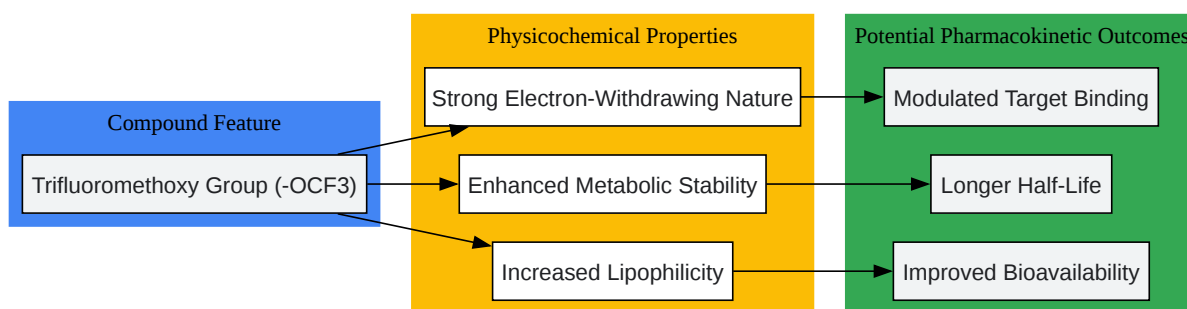 Compound Feature
Trifluoromethoxy Group (-OCF3)
Physicochemical Properties
Strong Electron-Withdrawing Nature
Enhanced Metabolic Stability
Increased Lipophilicity
Potential Pharmacokinetic Outcomes
Modulated Target Binding
Longer Half-Life
Improved Bioavailability